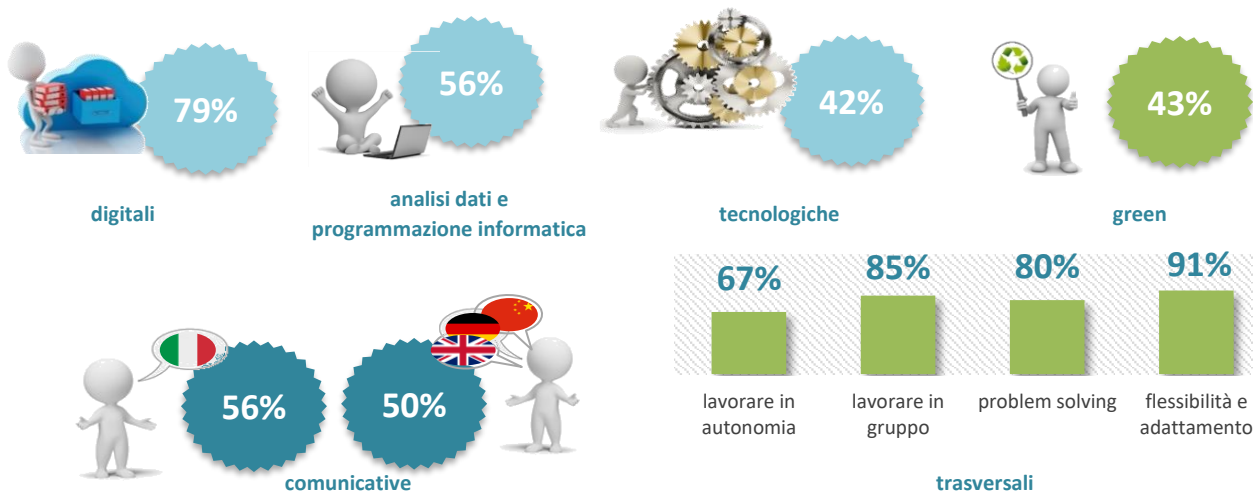 79%
56%
42%
43%
digitali
analisi dati e
programmazione informatica
tecnologiche
green
67%
85%
80%
91%
lavorare in
autonomia
lavorare in
gruppo
problem solving
flessibilità e
adattamento
56%
50%
comunicative
trasversali